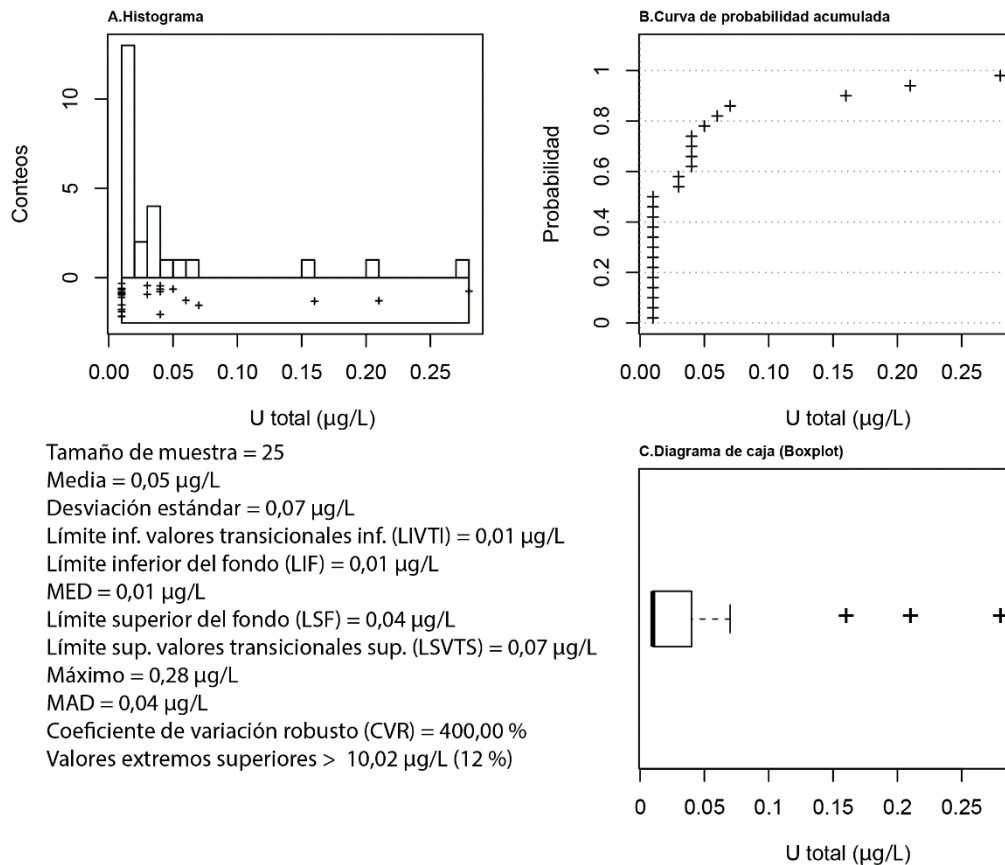 A.Histograma
10
5
0
Conteos
0.00 0.05 0.10 0.15 0.20 0.25
U total (µg/L)
B.Curva de probabilidad acumulada
1
0.8
0.6
0.4
0.2
0
Probabilidad
0.00 0.05 0.10 0.15 0.20 0.25
U total (µg/L)
Tamaño de muestra = 25
Media = 0,05 µg/L
Desviación estándar = 0,07 µg/L
Límite inf. valores transicionales inf. (LIVTI) = 0,01 µg/L
Límite inferior del fondo (LIF) = 0,01 µg/L
MED = 0,01 µg/L
Límite superior del fondo (LSF) = 0,04 µg/L
Límite sup. valores transicionales sup. (LSVTS) = 0,07 µg/L
Máximo = 0,28 µg/L
MAD = 0,04 µg/L
Coeficiente de variación robusto (CVR) = 400,00 %
Valores extremos superiores > 10,02 µg/L (12 %)
C.Diagrama de caja (Boxplot)
0 0.05 0.1 0.15 0.2 0.25
U total (µg/L)